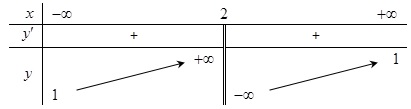 x −∞ 2 +∞
y′ + +
+∞ 1
y
1 −∞